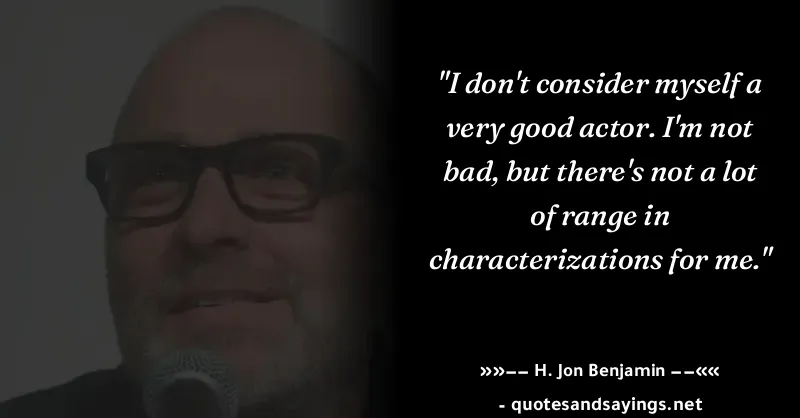 "I don't consider myself a
very good actor. I'm not
bad, but there's not a lot
of range in
characterizations for me."
»»−− H. Jon Benjamin −−««
- quotesandsayings.net